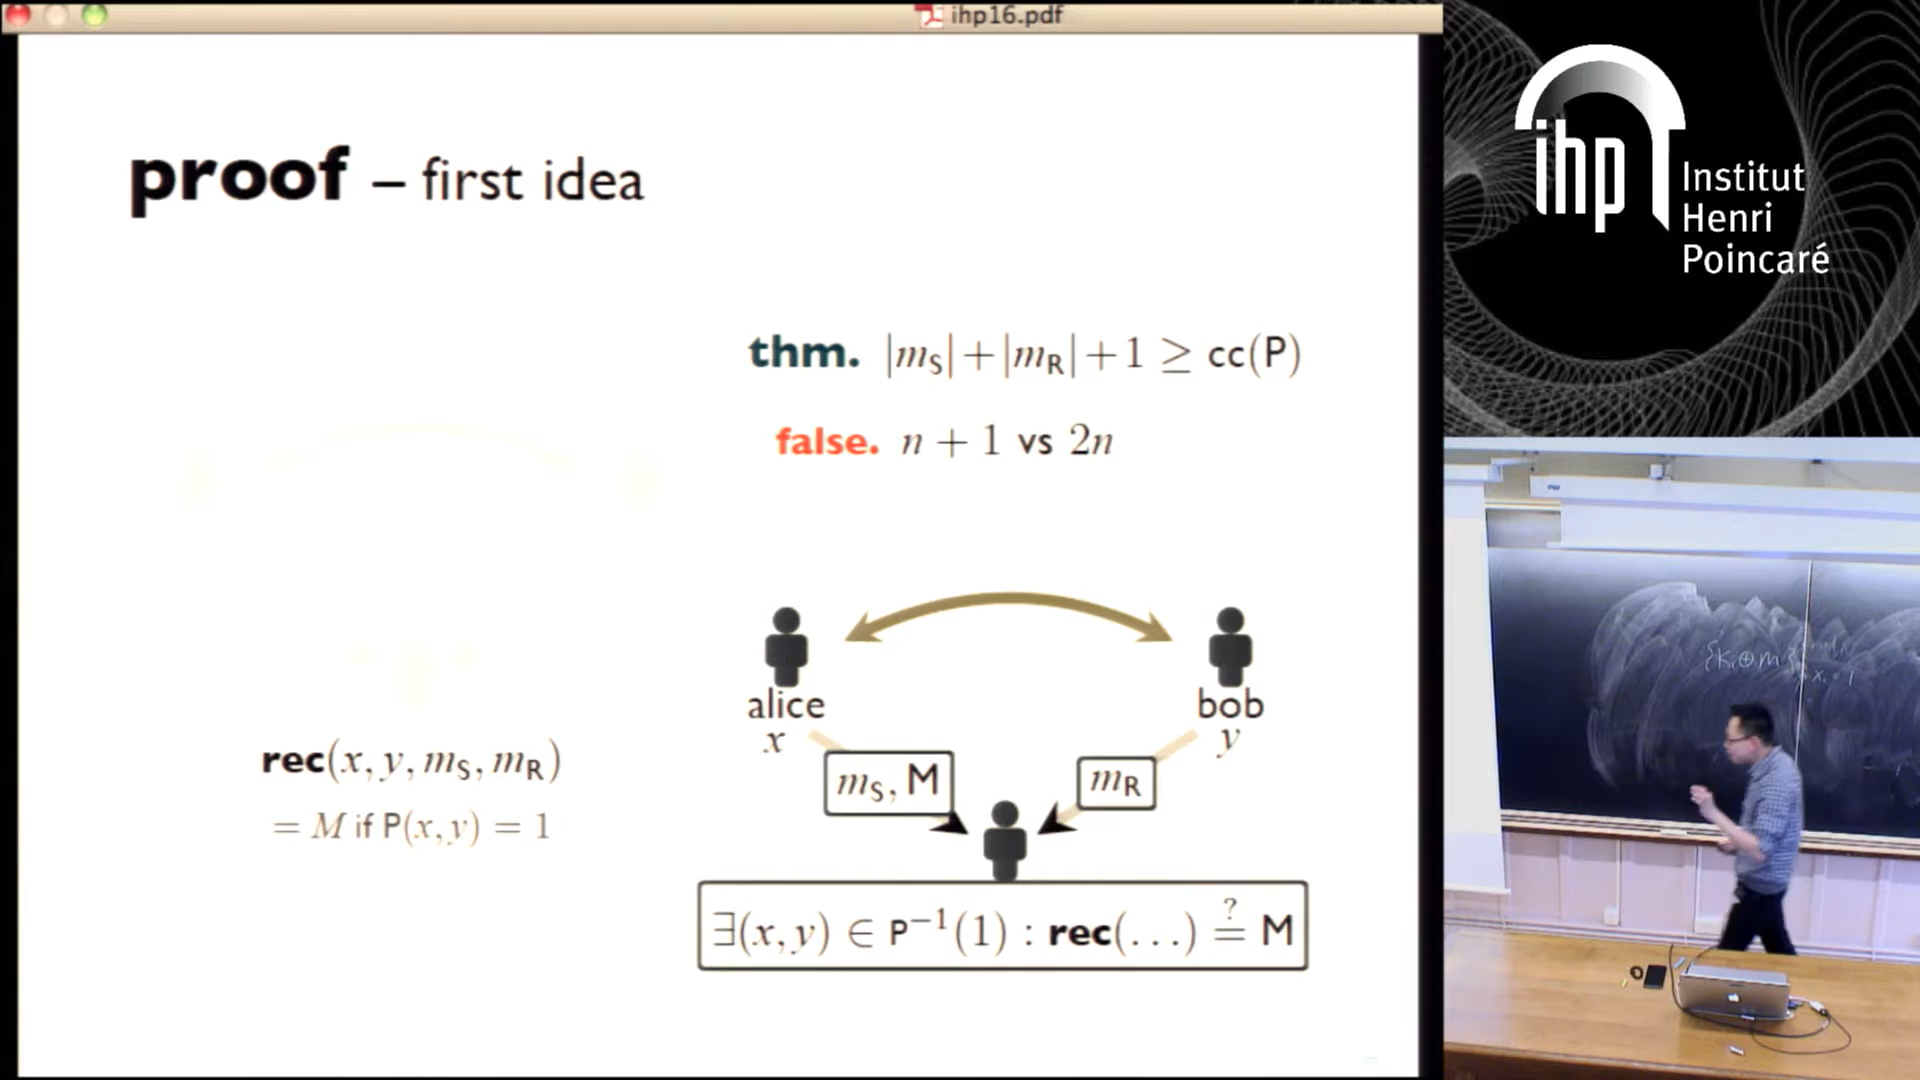 ihp16.pdf
proof – first idea
thm. |m_S| + |m_R| + 1 ≥ cc(P)
false. n + 1 vs 2n
alice
x
bob
y
m_S, M
m_R
rec(x, y, m_S, m_R)
= M if P(x, y) = 1
∃(x, y) ∈ P⁻¹(1) : rec(...) ≟ M
ihp
Institut
Henri
Poincaré